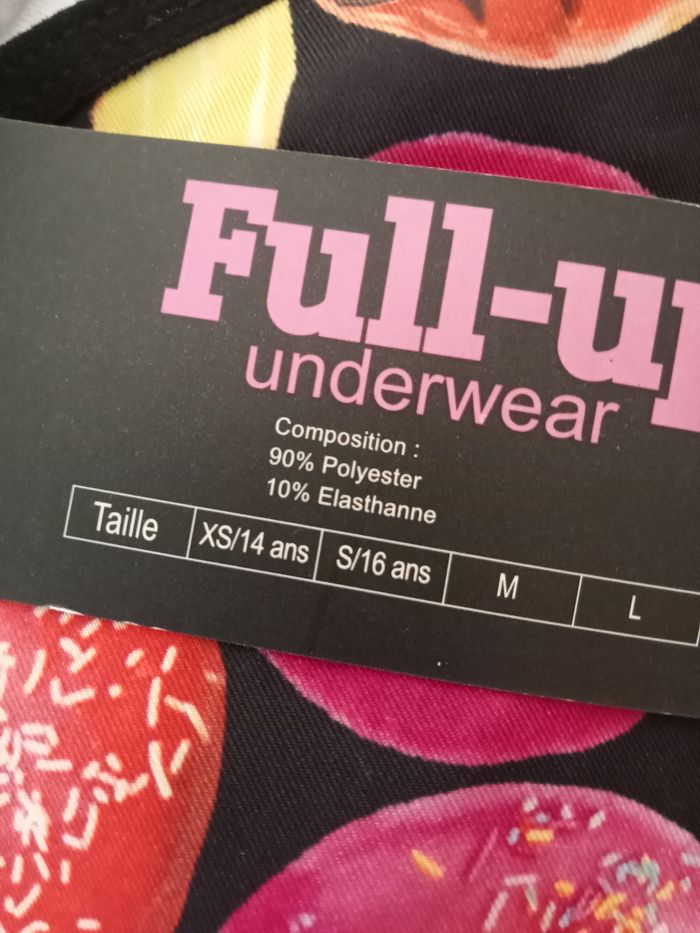 Full-up
underwear
Composition :
90% Polyester
10% Elasthanne
Taille XS/14 ans S/16 ans M L